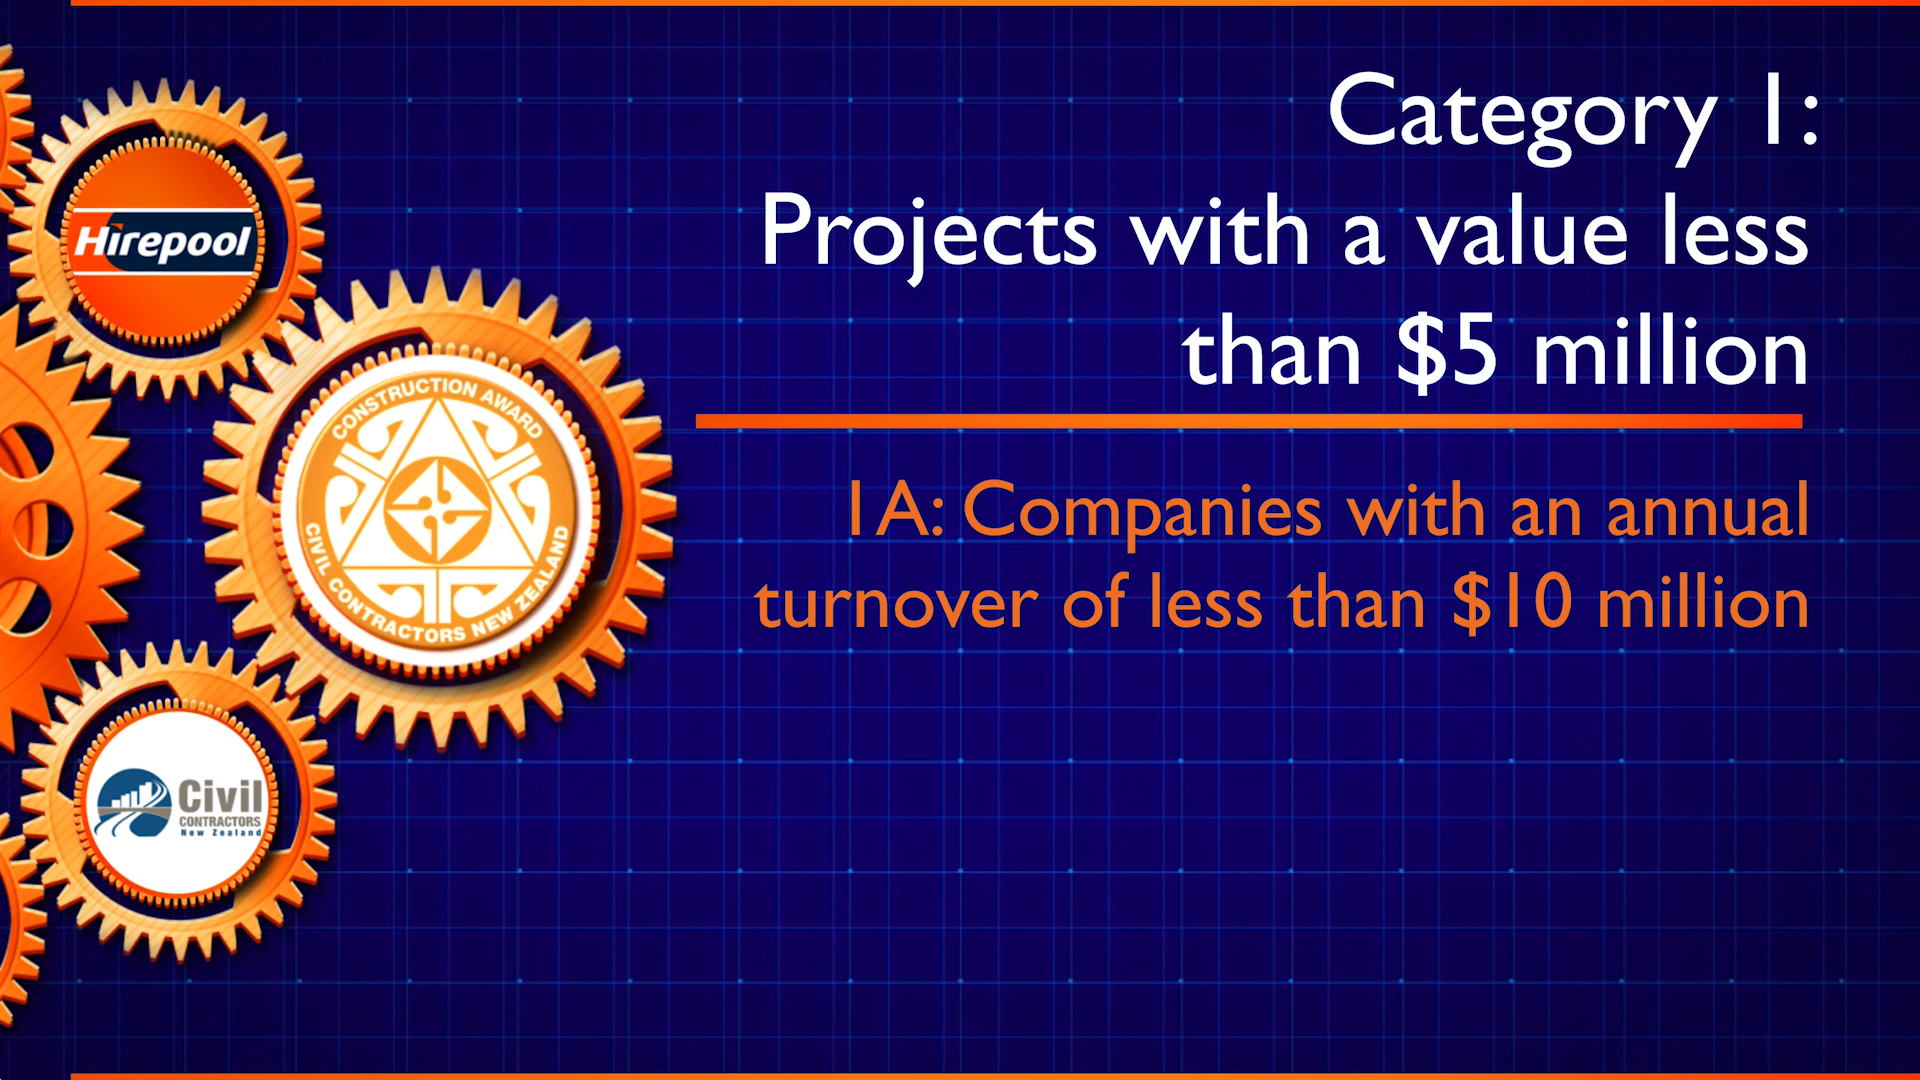 Category 1:
Projects with a value less
than $5 million
1A: Companies with an annual
turnover of less than $10 million
Hirepool
CONSTRUCTION AWARD
CIVIL CONTRACTORS NEW ZEALAND
Civil
CONTRACTORS
New Zealand